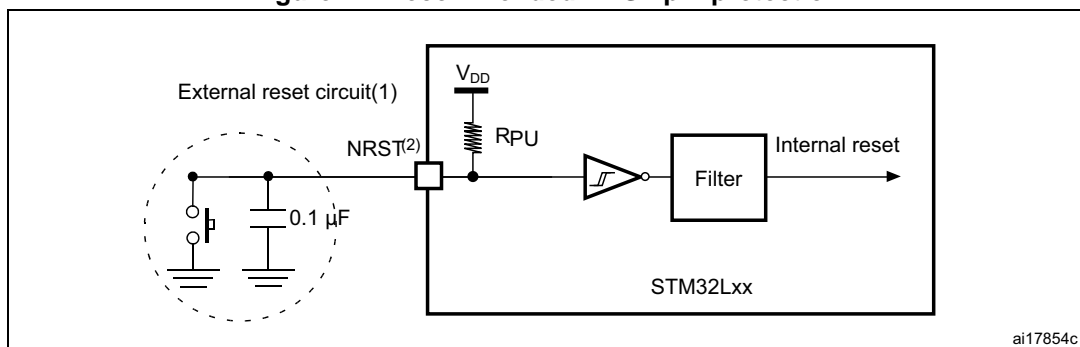 External reset circuit(1)
VDD
NRST(2)
RPU
Internal reset
Filter
0.1 µF
STM32Lxx
ai17854c